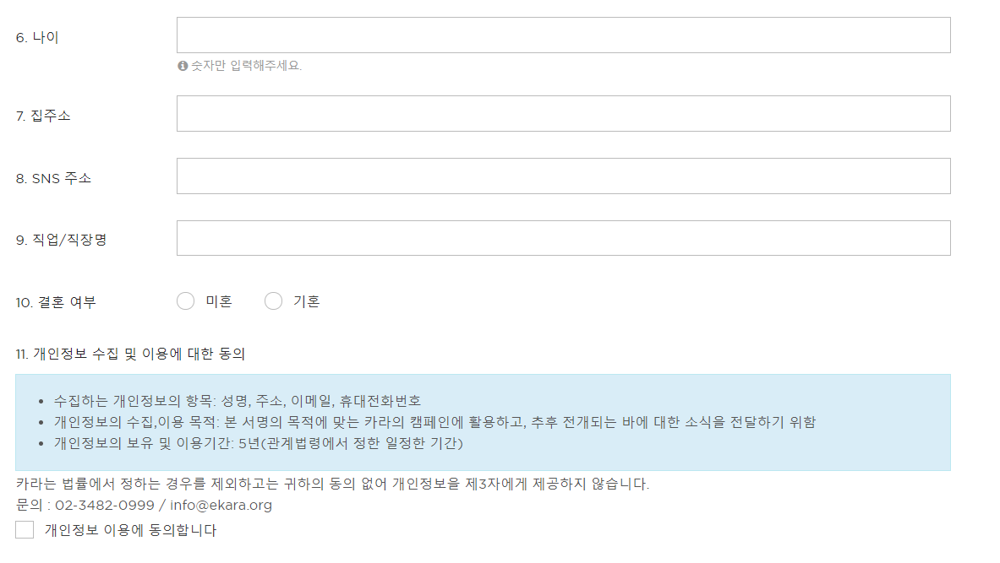 6. 나이
숫자만 입력해주세요.
7. 집주소
8. SNS 주소
9. 직업/직장명
10. 결혼 여부 미혼 기혼
11. 개인정보 수집 및 이용에 대한 동의
• 수집하는 개인정보의 항목: 성명, 주소, 이메일, 휴대전화번호
• 개인정보의 수집,이용 목적: 본 서명의 목적에 맞는 카라의 캠페인에 활용하고, 추후 전개되는 바에 대한 소식을 전달하기 위함
• 개인정보의 보유 및 이용기간: 5년(관계법령에서 정한 일정한 기간)
카라는 법률에서 정하는 경우를 제외하고는 귀하의 동의 없어 개인정보을 제3자에게 제공하지 않습니다.
문의 : 02-3482-0999 / info@ekara.org
개인정보 이용에 동의합니다